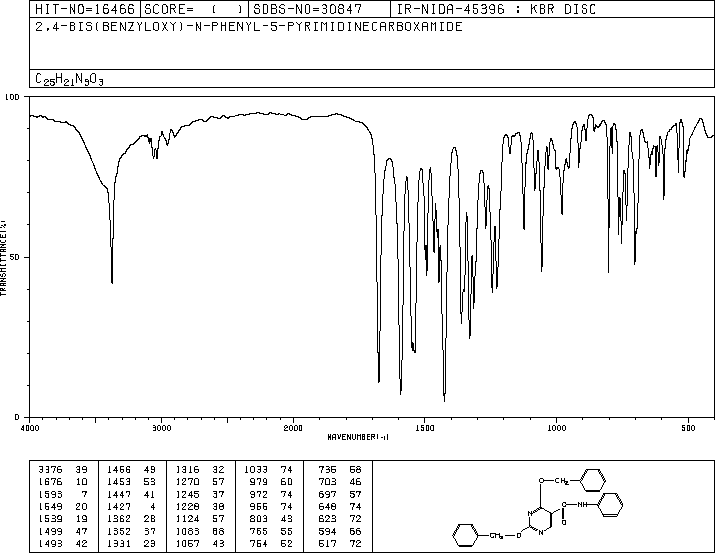 HIT-NO=16466 SCORE= ( ) SDBS-NO=30847 IR-NIDA-45396 : KBR DISC
2,4-BIS(BENZYLOXY)-N-PHENYL-5-PYRIMIDINECARBOXAMIDE
C25H21N3O3
100
50
0
TRANSMITTANCE(%)
4000 3000 2000 1500 1000 500
WAVENUMBER(-1)
3376 39 1466 49 1316 32 1033 74 735 58
1676 10 1453 53 1270 57 979 60 703 46
1593 7 1447 41 1245 37 972 74 697 57
1549 20 1427 4 1228 38 966 74 648 74
1539 19 1362 28 1124 57 803 43 623 72
1499 47 1352 37 1085 68 765 55 594 66
1493 42 1331 23 1057 43 754 52 517 72
O CH2
C NH
O
N
N
CH2 O